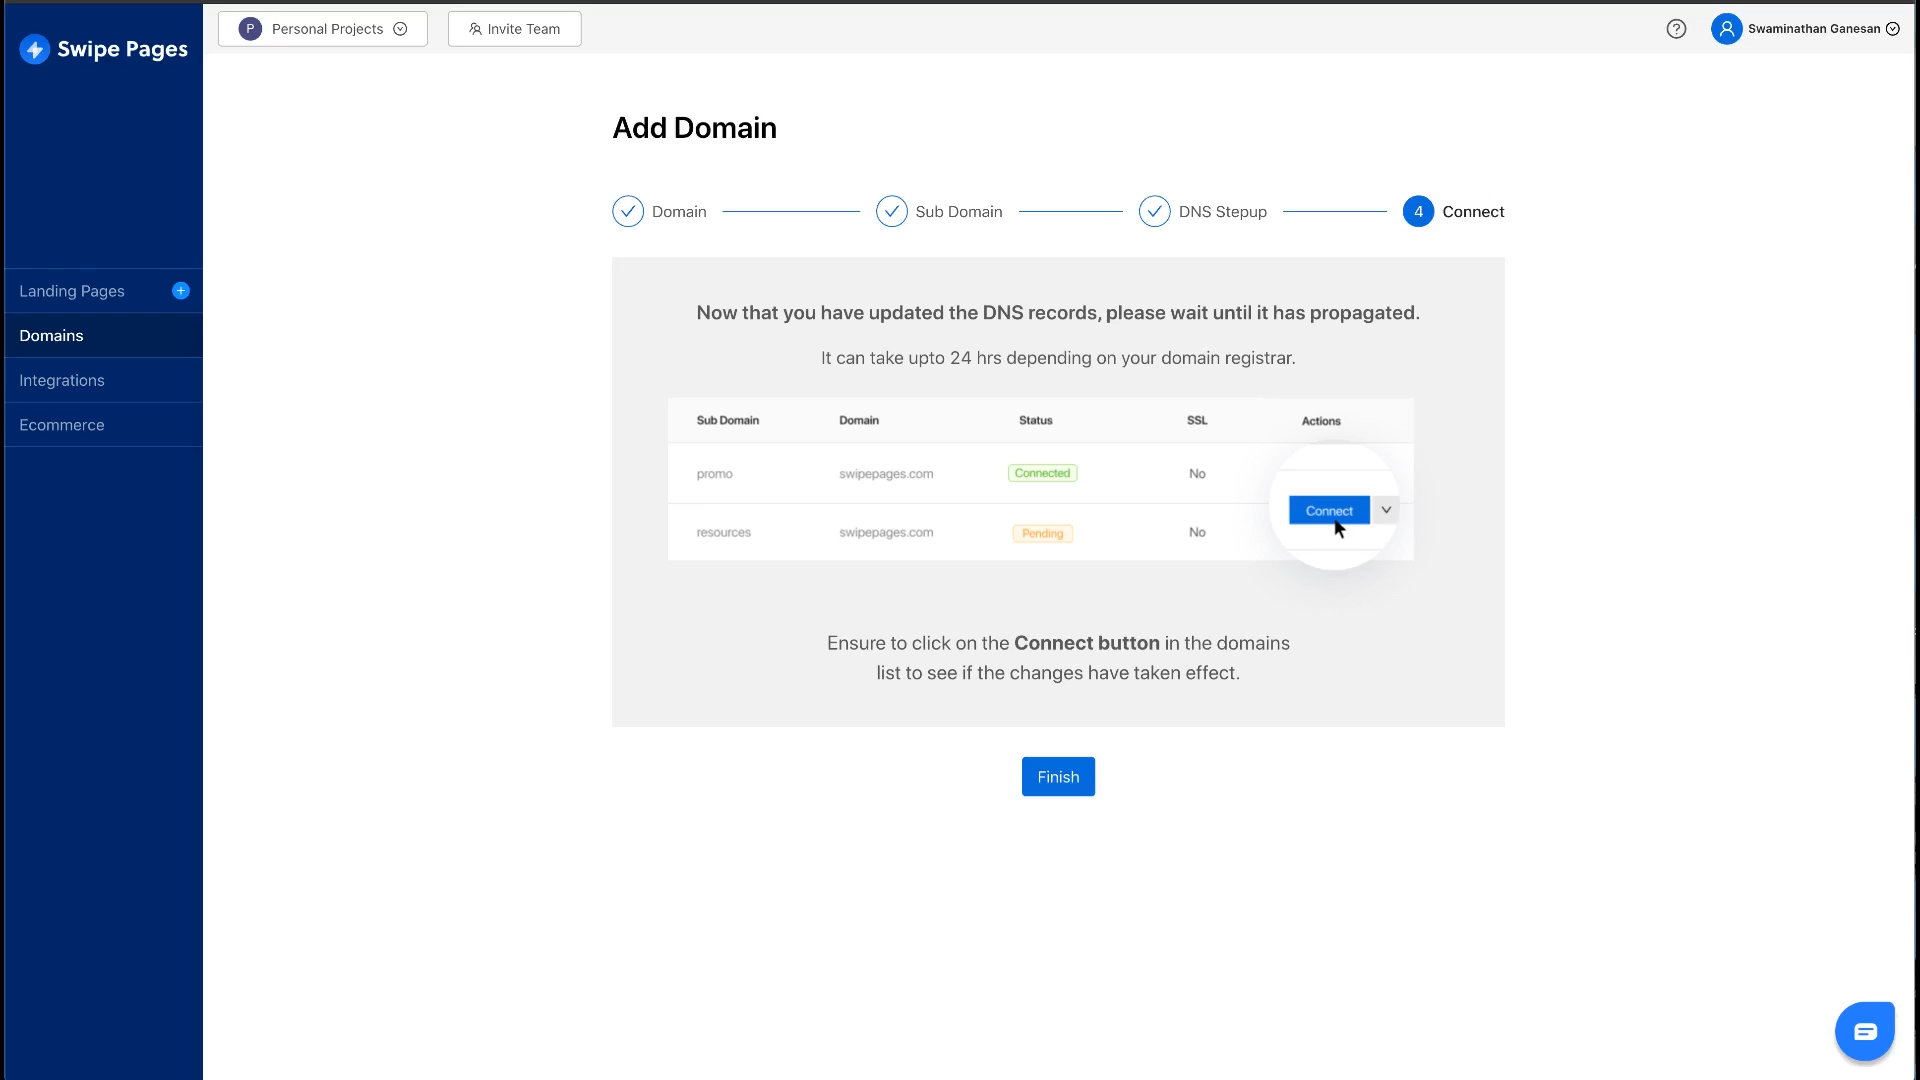 Swipe Pages
P Personal Projects
Invite Team
Swaminathan Ganesan
Landing Pages
Domains
Integrations
Ecommerce
Add Domain
Domain
Sub Domain
DNS Stepup
4 Connect
Now that you have updated the DNS records, please wait until it has propagated.
It can take upto 24 hrs depending on your domain registrar.
Sub Domain Domain Status SSL Actions
promo swipepages.com Connected No
Connect
resources swipepages.com Pending No
Ensure to click on the Connect button in the domains
list to see if the changes have taken effect.
Finish